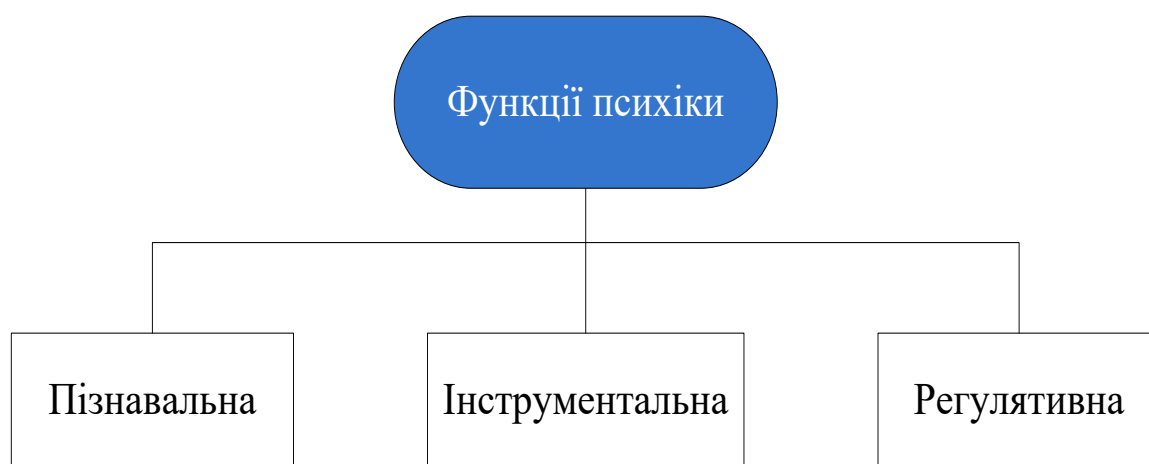 Функції психіки
Пізнавальна
Інструментальна
Регулятивна